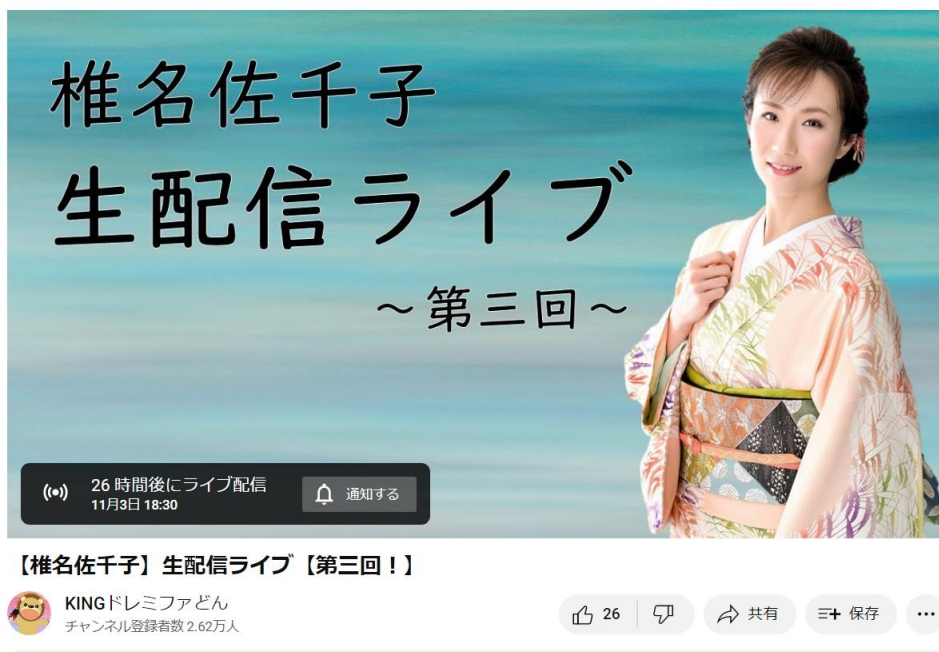 椎名佐千子
生配信ライブ
～第三回～
26 時間後にライブ配信
11月3日 18:30
通知する
【椎名佐千子】生配信ライブ【第三回！】
KINGドレミファどん
チャンネル登録者数 2.62万人
26
共有
保存